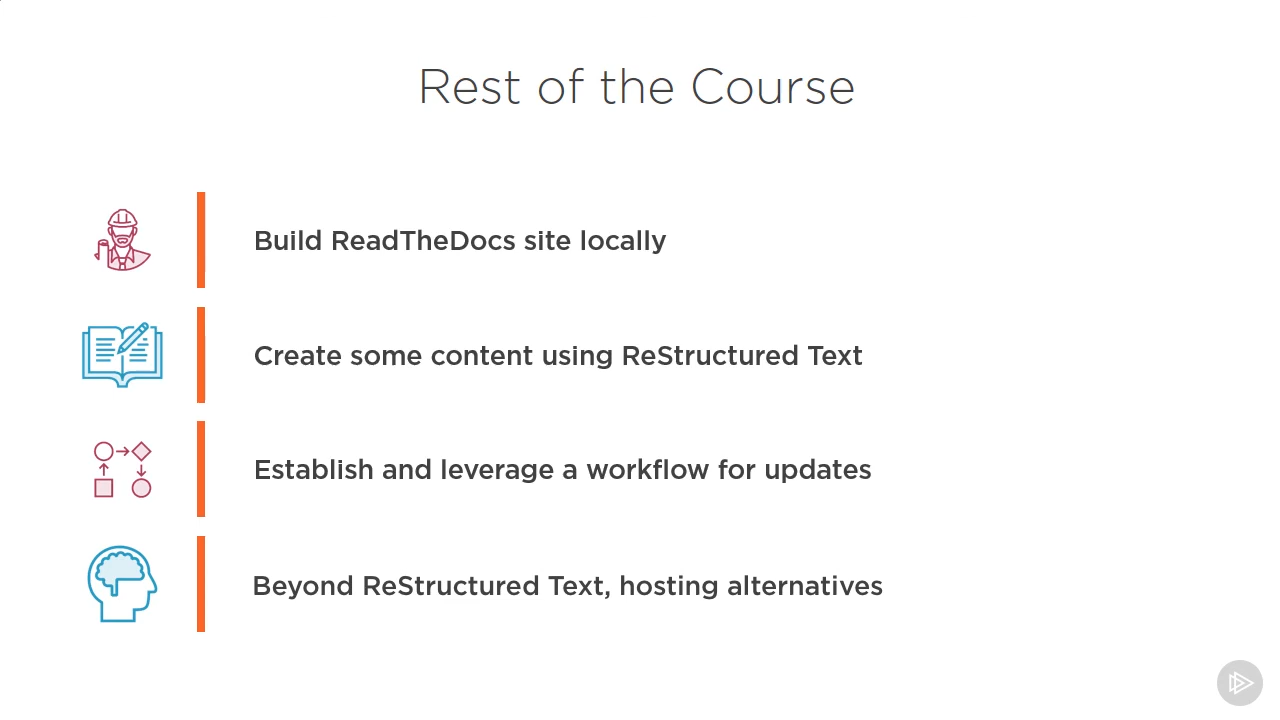 Rest of the Course
Build ReadTheDocs site locally
Create some content using ReStructured Text
Establish and leverage a workflow for updates
Beyond ReStructured Text, hosting alternatives